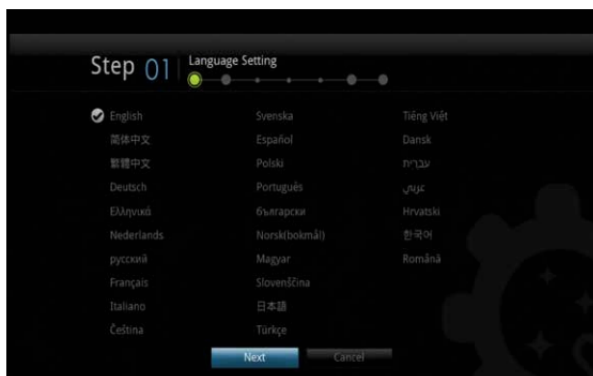 Step 01
Language Setting
English
简体中文
繁體中文
Deutsch
Ελληνικά
Nederlands
русский
Français
Italiano
Čeština
Svenska
Español
Polski
Português
български
Norsk(bokmål)
Magyar
Slovenščina
日本語
Türkçe
Tiếng Việt
Dansk
עברית
عربي
Hrvatski
한국어
Română
Next
Cancel